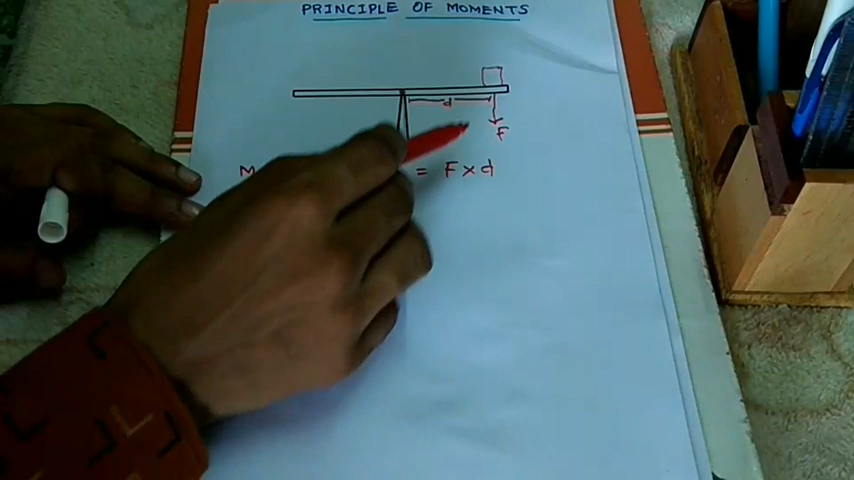 PRINCIPLE OF MOMENTS
d
F
M = F × d